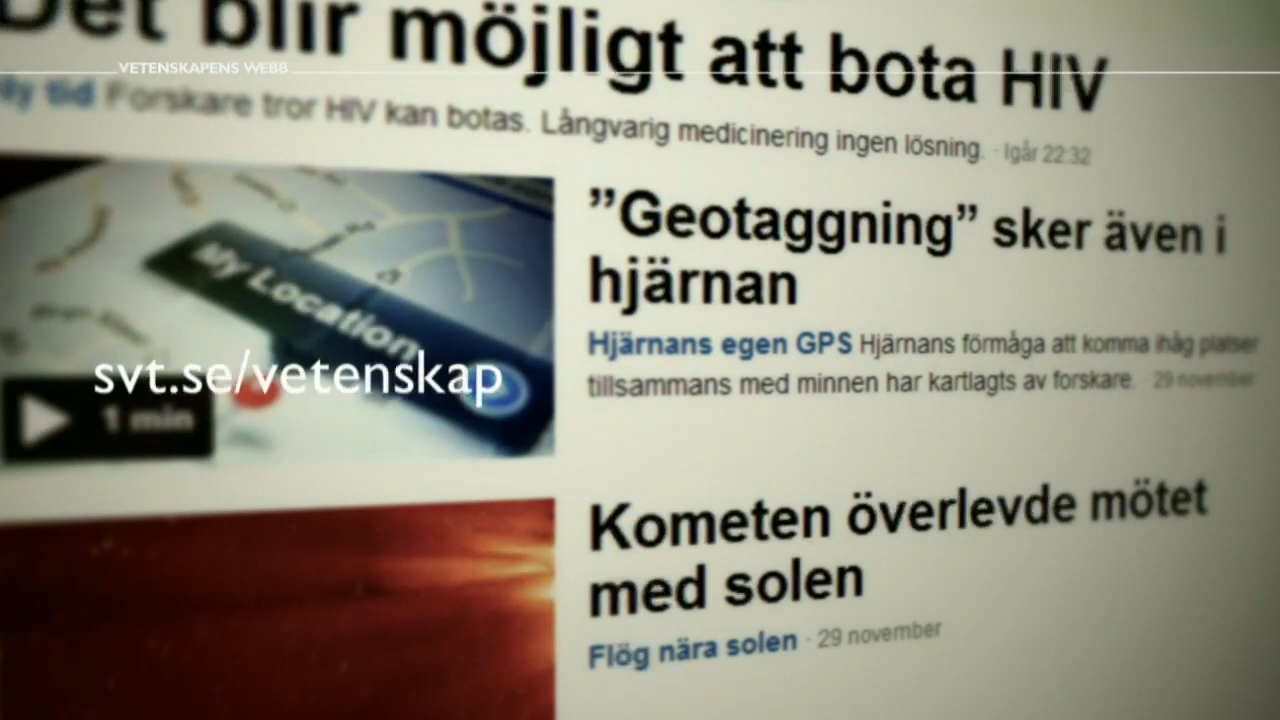 Det blir möjligt att bota HIV
VETENSKAPENS WEBB
Ny tid Forskare tror HIV kan botas. Långvarig medicinering ingen lösning. · Igår 22:32
"Geotaggning" sker även i
hjärnan
My Location
Hjärnans egen GPS Hjärnans förmåga att komma ihåg platser
svt.se/vetenskap
tillsammans med minnen har kartlagts av forskare. · 29 november
1 min
Kometen överlevde mötet
med solen
Flög nära solen · 29 november